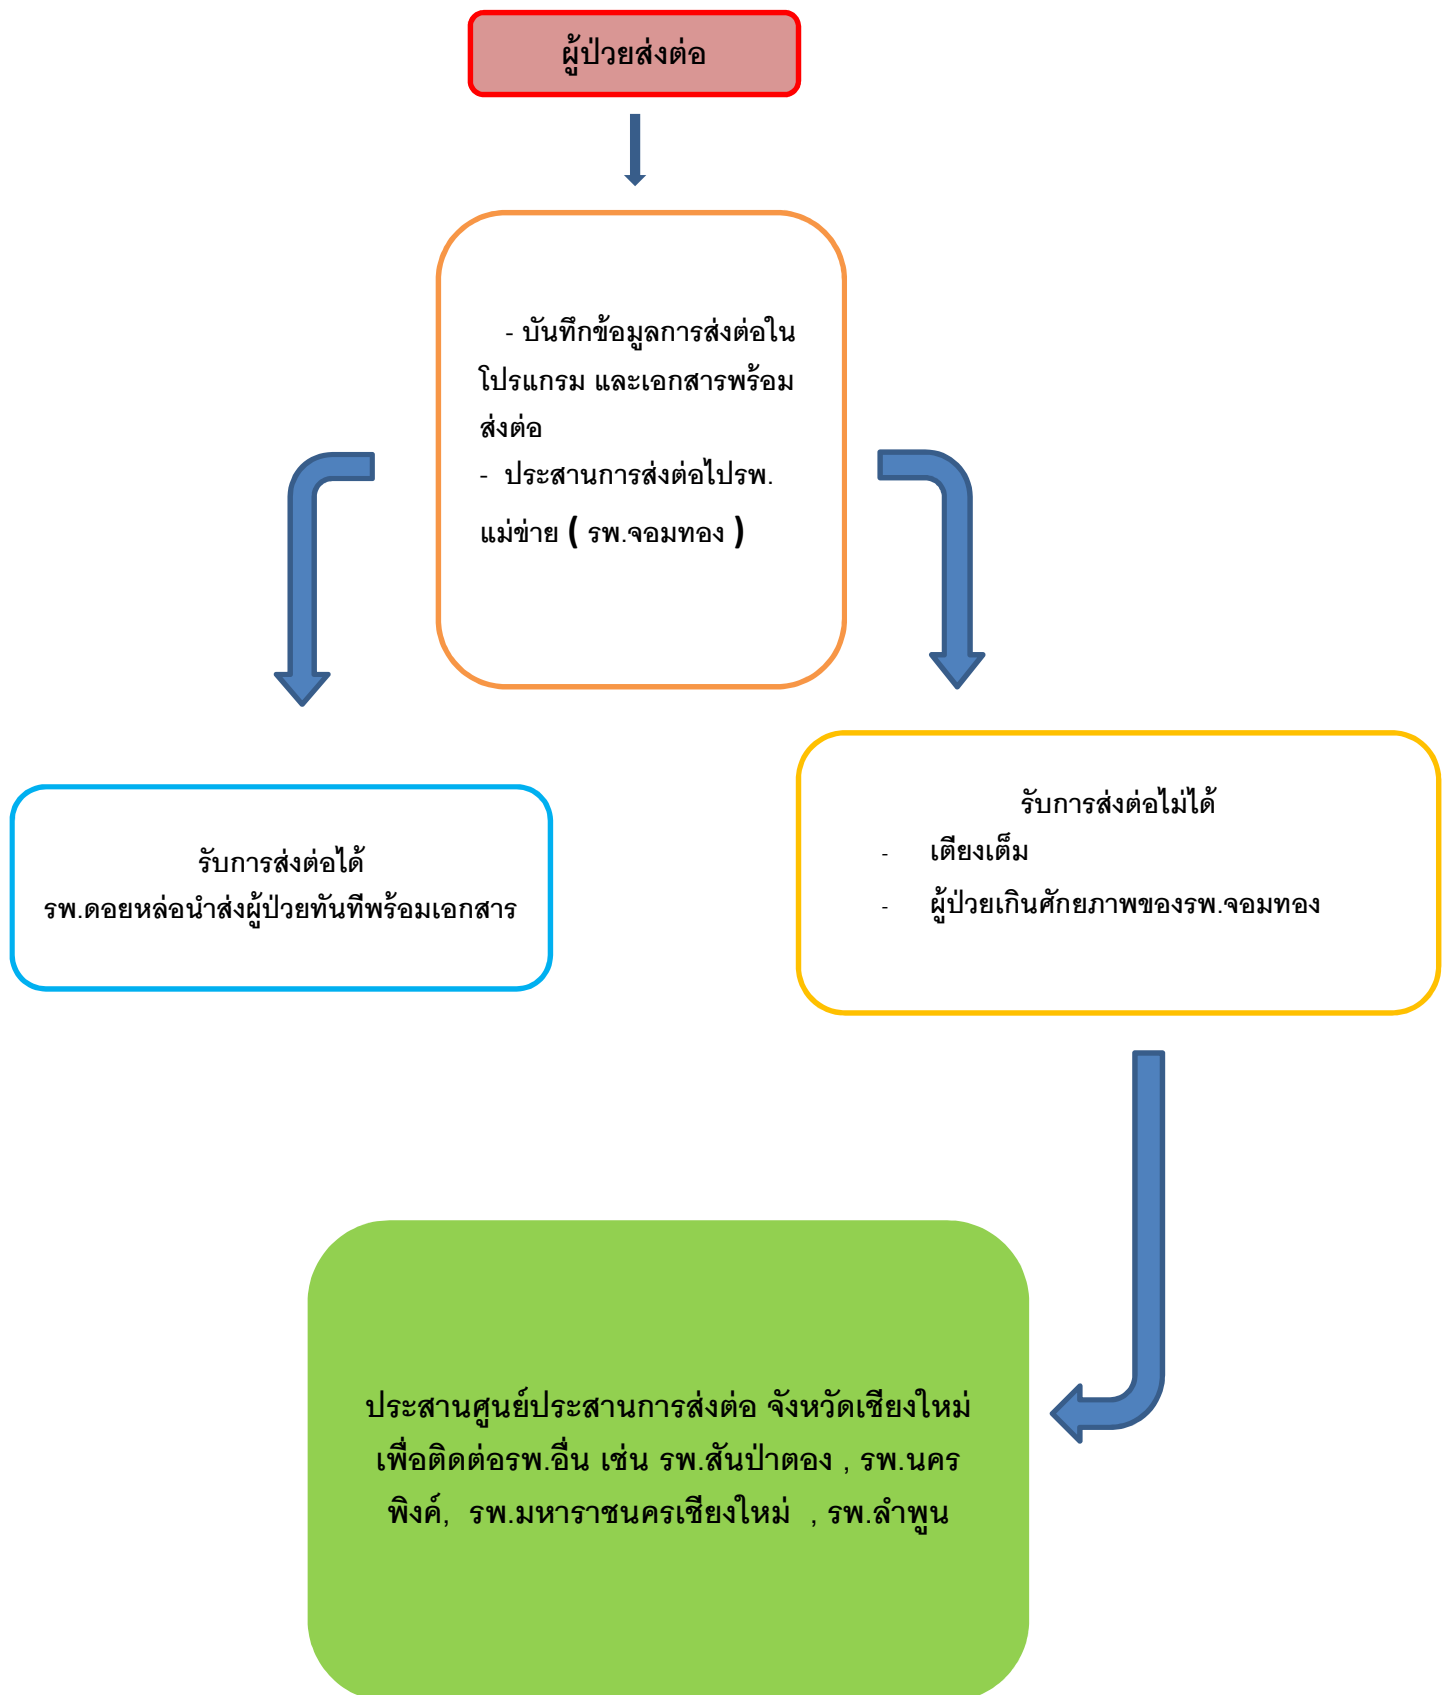 ผู้ป่วยส่งต่อ
- บันทึกข้อมูลการส่งต่อใน
โปรแกรม และเอกสารพร้อม
ส่งต่อ
- ประสานการส่งต่อไปรพ.
แม่ข่าย ( รพ.จอมทอง )
รับการส่งต่อได้
รพ.ดอยหล่อนำส่งผู้ป่วยทันทีพร้อมเอกสาร
รับการส่งต่อไม่ได้
- เตียงเต็ม
- ผู้ป่วยเกินศักยภาพของรพ.จอมทอง
ประสานศูนย์ประสานการส่งต่อ จังหวัดเชียงใหม่
เพื่อติดต่อรพ.อื่น เช่น รพ.สันป่าตอง , รพ.นคร
พิงค์, รพ.มหาราชนครเชียงใหม่ , รพ.ลำพูน